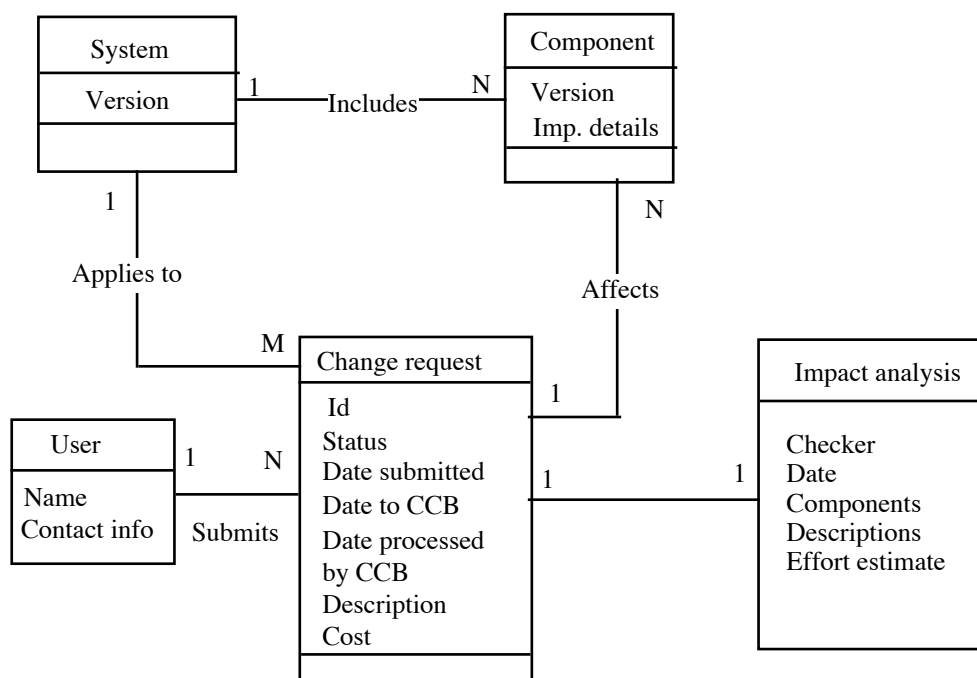 System
Version
1
Includes
N
Component
Version
Imp. details
1
Applies to
M
N
Affects
1
Change request
Id
Status
Date submitted
Date to CCB
Date processed
by CCB
Description
Cost
User
Name
Contact info
1
N
Submits
1
1
Impact analysis
Checker
Date
Components
Descriptions
Effort estimate